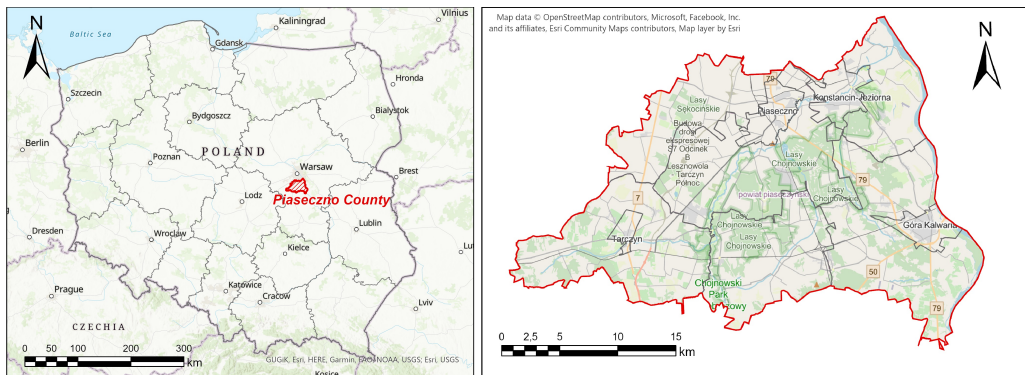 N
Baltic Sea
Kaliningrad
Vilnius
Gdansk
Hronda
Szczecin
Bialystok
Bydgoszcz
Berlin
POLAND
Poznan
Warsaw
Brest
Piaseczno County
Lodz
Lublin
Dresden
Wroclaw
Kielce
Katowice
Cracow
Prague
Lviv
CZECHIA
0 50 100 200 300
km
GUGiK, Esri, HERE, Garmin, FAO, NOAA, USGS; Esri, USGS
Kosice
Map data © OpenStreetMap contributors, Microsoft, Facebook, Inc.
and its affiliates, Esri Community Maps contributors, Map layer by Esri
N
79
Konstancin-Jeziorna
Lasy
Sękocińskie
Piaseczno
Budowa
drogi
ekspresowej
S7 Odcinek
B
Lesznowola
Tarczyn
Północ
Lasy
Chojnowskie
79
7
powiat piaseczyński
Lasy
Chojnowskie
Lasy
Chojnowskie
Góra Kalwaria
Tarczyn
Lasy
Chojnowskie
50
Chojnowski
Park
79
0 2,5 5 10 15
km